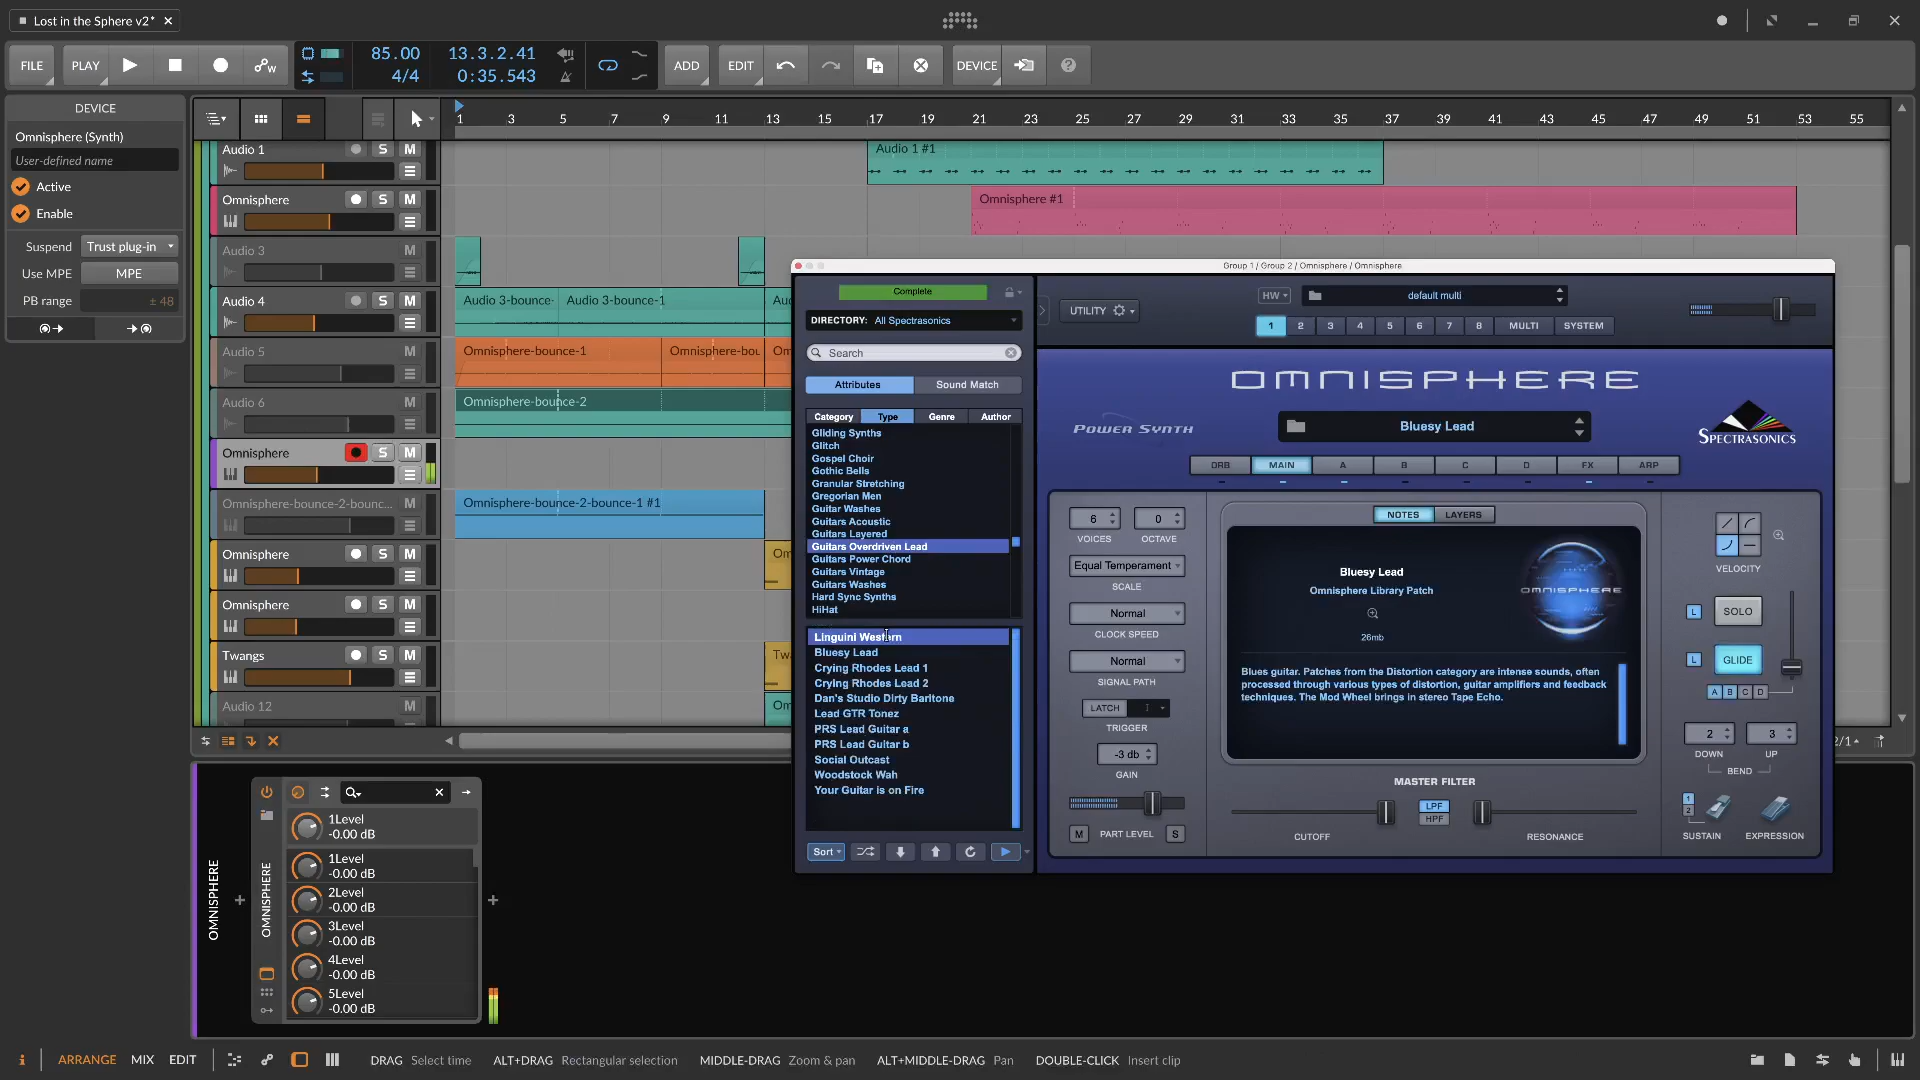 Lost in the Sphere v2*
FILE
PLAY
85.00
4/4
13.3.2.41
0:35.543
ADD
EDIT
DEVICE
DEVICE
Omnisphere (Synth)
User-defined name
Active
Enable
Suspend Trust plug-in
Use MPE MPE
PB range ± 48
1 3 5 7 9 11 13 15 17 19 21 23 25 27 29 31 33 35 37 39 41 43 45 47 49 51 53 55
Audio 1 S M
Audio 1 #1
Omnisphere S M
Omnisphere #1
Audio 3 M
Audio 4 S M
Audio 3-bounce-
Audio 3-bounce-1
Audio 5 M
Omnisphere-bounce-1
Omnisphere-bou
Om
Audio 6 M
Omnisphere-bounce-2
Omnisphere S M
Omnisphere-bounce-2-bounc... M
Omnisphere-bounce-2-bounce-1 #1
Omnisphere S M
Om
Omnisphere S M
Twangs S M
Tw
Audio 12 M
Om
2/1
Group 1 / Group 2 / Omnisphere / Omnisphere
Complete
DIRECTORY: All Spectrasonics
Search
Attributes Sound Match
Category Type Genre Author
Gliding Synths
Glitch
Gospel Choir
Gothic Bells
Granular Stretching
Gregorian Men
Guitar Washes
Guitars Acoustic
Guitars Layered
Guitars Overdriven Lead
Guitars Power Chord
Guitars Vintage
Guitars Washes
Hard Sync Synths
HiHat
Linguini Western
Bluesy Lead
Crying Rhodes Lead 1
Crying Rhodes Lead 2
Dan's Studio Dirty Baritone
Lead GTR Tonez
PRS Lead Guitar a
PRS Lead Guitar b
Social Outcast
Woodstock Wah
Your Guitar is on Fire
Sort
UTILITY
HW
default multi
1 2 3 4 5 6 7 8 MULTI SYSTEM
OMNISPHERE
POWER SYNTH
Bluesy Lead
SPECTRASONICS
ORB MAIN A B C D FX ARP
6
VOICES
0
OCTAVE
Equal Temperament
SCALE
Normal
CLOCK SPEED
Normal
SIGNAL PATH
LATCH
TRIGGER
-3 db
GAIN
M PART LEVEL S
NOTES LAYERS
Bluesy Lead
Omnisphere Library Patch
26mb
OMNISPHERE
Blues guitar. Patches from the Distortion category are intense sounds, often
processed through various types of distortion, guitar amplifiers and feedback
techniques. The Mod Wheel brings in stereo Tape Echo.
MASTER FILTER
CUTOFF
LPF
HPF
RESONANCE
VELOCITY
L SOLO
L GLIDE
A B C D
2
DOWN
3
UP
BEND
1
2
SUSTAIN
EXPRESSION
OMNISPHERE
OMNISPHERE
1Level
-0.00 dB
1Level
-0.00 dB
2Level
-0.00 dB
3Level
-0.00 dB
4Level
-0.00 dB
5Level
-0.00 dB
i ARRANGE MIX EDIT
DRAG Select time ALT+DRAG Rectangular selection MIDDLE-DRAG Zoom & pan ALT+MIDDLE-DRAG Pan DOUBLE-CLICK Insert clip